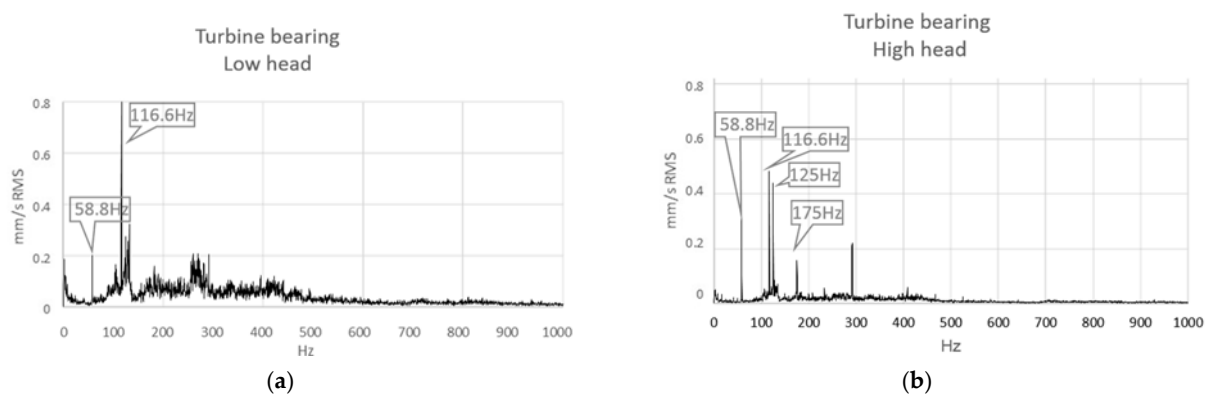 Turbine bearing
Low head
0.8
0.6
0.4
0.2
0
mm/s RMS
116.6Hz
58.8Hz
0 100 200 300 400 500 600 700 800 900 1000
Hz
(a)
Turbine bearing
High head
0.8
0.6
0.4
0.2
0
mm/s RMS
58.8Hz
116.6Hz
125Hz
175Hz
0 100 200 300 400 500 600 700 800 900 1000
Hz
(b)